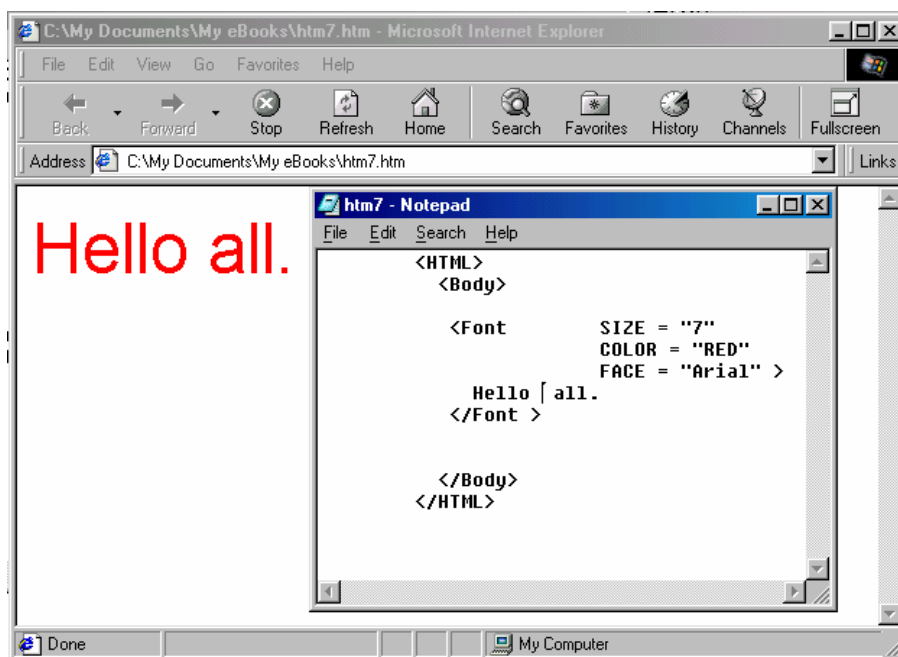 C:\My Documents\My eBooks\htm7.htm - Microsoft Internet Explorer
File Edit View Go Favorites Help
Back Forward Stop Refresh Home Search Favorites History Channels Fullscreen
Address C:\My Documents\My eBooks\htm7.htm Links
Hello all.
htm7 - Notepad
File Edit Search Help
<HTML>
<Body>
<Font SIZE = "7"
COLOR = "RED"
FACE = "Arial" >
Hello all.
</Font >
</Body>
</HTML>
Done My Computer